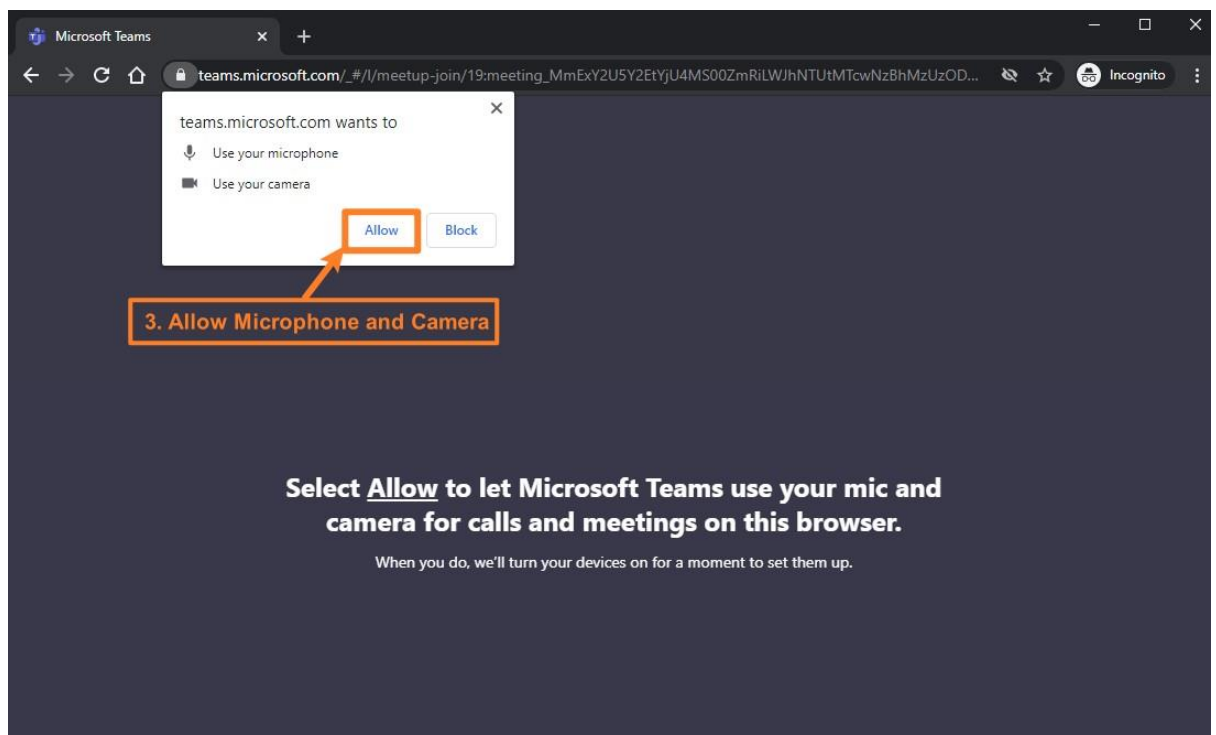 Microsoft Teams
teams.microsoft.com/_#/l/meetup-join/19:meeting_MmExY2U5Y2EtYjU4MS00ZmRiLWJhNTUtMTcwNzBhMzUzOD...
Incognito
teams.microsoft.com wants to
Use your microphone
Use your camera
Allow Block
3. Allow Microphone and Camera
Select Allow to let Microsoft Teams use your mic and
camera for calls and meetings on this browser.
When you do, we'll turn your devices on for a moment to set them up.